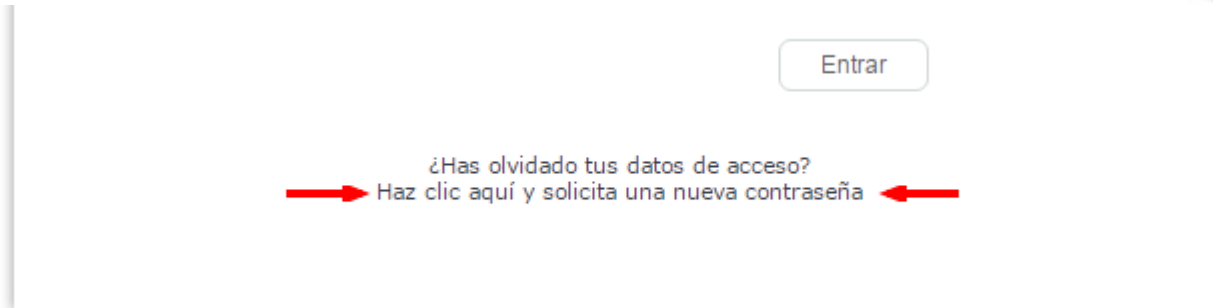 Entrar
¿Has olvidado tus datos de acceso?
Haz clic aquí y solicita una nueva contraseña